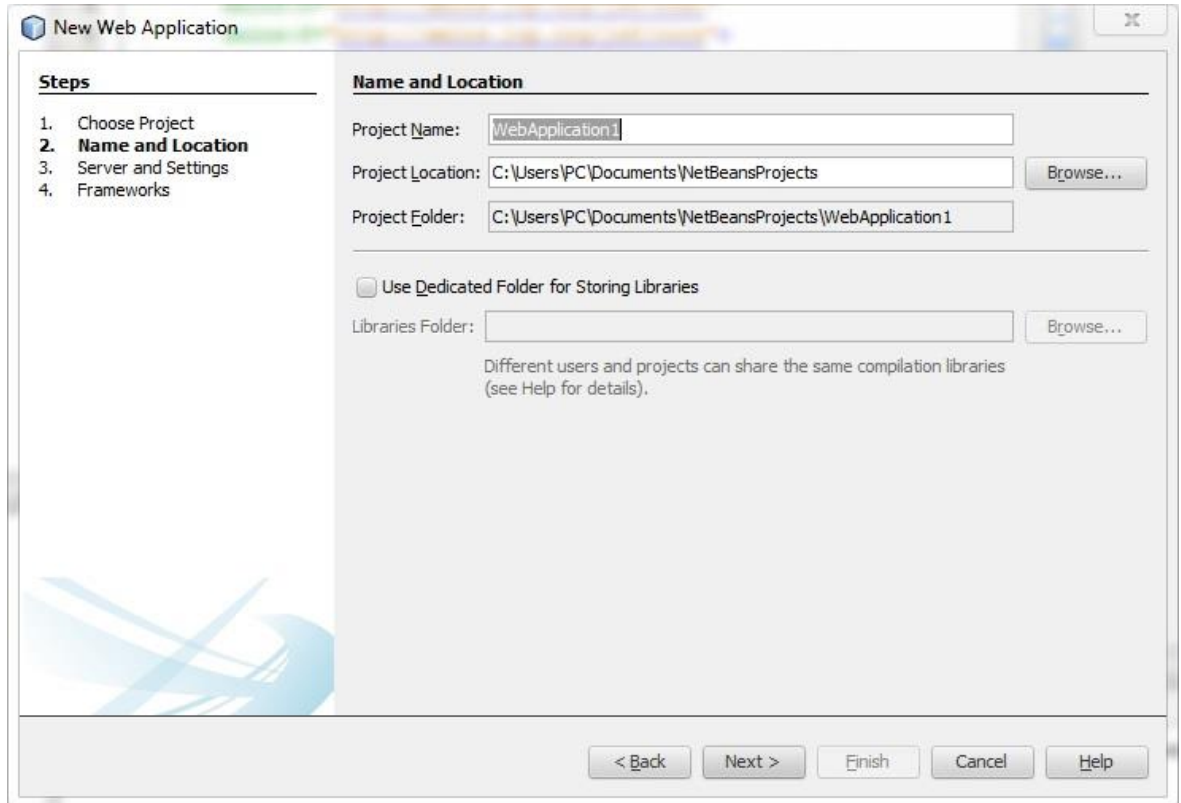 New Web Application
Steps
1. Choose Project
2. Name and Location
3. Server and Settings
4. Frameworks
Name and Location
Project Name: WebApplication1
Project Location: C:\Users\PC\Documents\NetBeansProjects Browse...
Project Folder: C:\Users\PC\Documents\NetBeansProjects\WebApplication1
Use Dedicated Folder for Storing Libraries
Libraries Folder: Browse...
Different users and projects can share the same compilation libraries
(see Help for details).
< Back Next > Finish Cancel Help